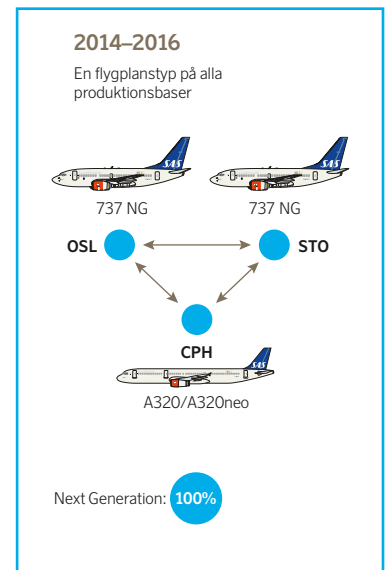 2014–2016
En flygplanstyp på alla
produktionsbaser
SAS
SAS
737 NG
737 NG
OSL
STO
CPH
SAS
A320/A320neo
Next Generation: 100%